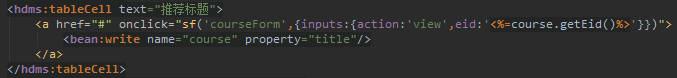 <hdms:tableCell text="推荐标题">
<a href="#" onclick="sf('courseForm',{inputs:{action:'view',eid:'<%=course.getEid()%>'}})">
<bean:write name="course" property="title"/>
</a>
</hdms:tableCell>